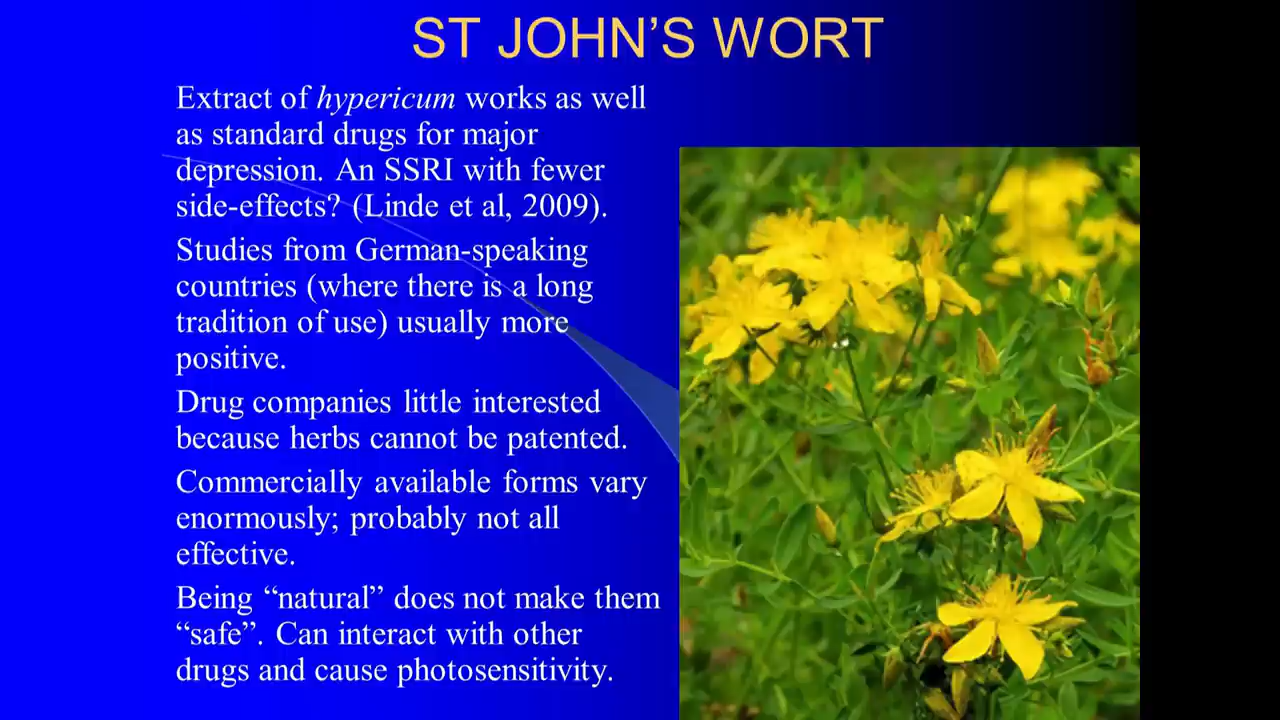 ST JOHN’S WORT
Extract of hypericum works as well
as standard drugs for major
depression. An SSRI with fewer
side-effects? (Linde et al, 2009).
Studies from German-speaking
countries (where there is a long
tradition of use) usually more
positive.
Drug companies little interested
because herbs cannot be patented.
Commercially available forms vary
enormously; probably not all
effective.
Being “natural” does not make them
“safe”. Can interact with other
drugs and cause photosensitivity.